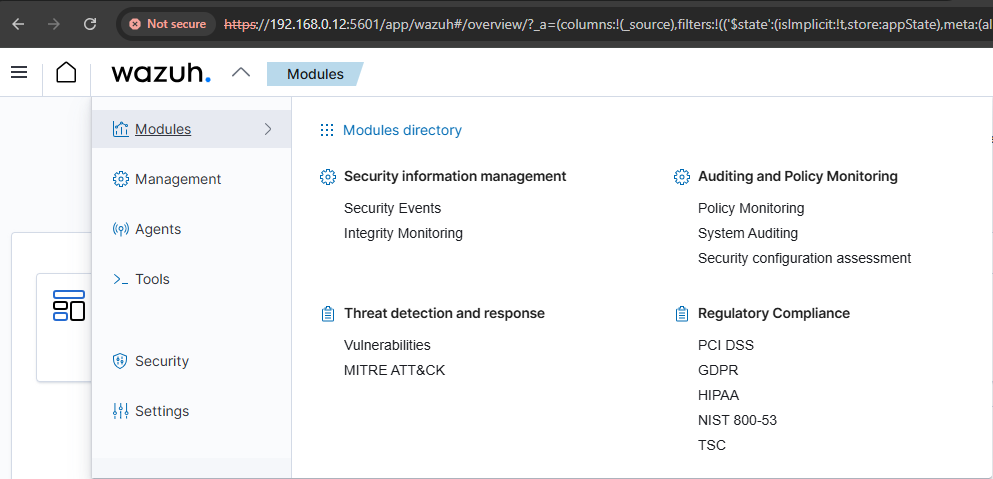 Not secure https://192.168.0.12:5601/app/wazuh#/overview/?_a=(columns:!(_source),filters:!(('$state':(isImplicit:!t,store:appState),meta:(al
wazuh. Modules
Modules
Management
Agents
>_ Tools
Security
Settings
Modules directory
Security information management
Security Events
Integrity Monitoring
Auditing and Policy Monitoring
Policy Monitoring
System Auditing
Security configuration assessment
Threat detection and response
Vulnerabilities
MITRE ATT&CK
Regulatory Compliance
PCI DSS
GDPR
HIPAA
NIST 800-53
TSC